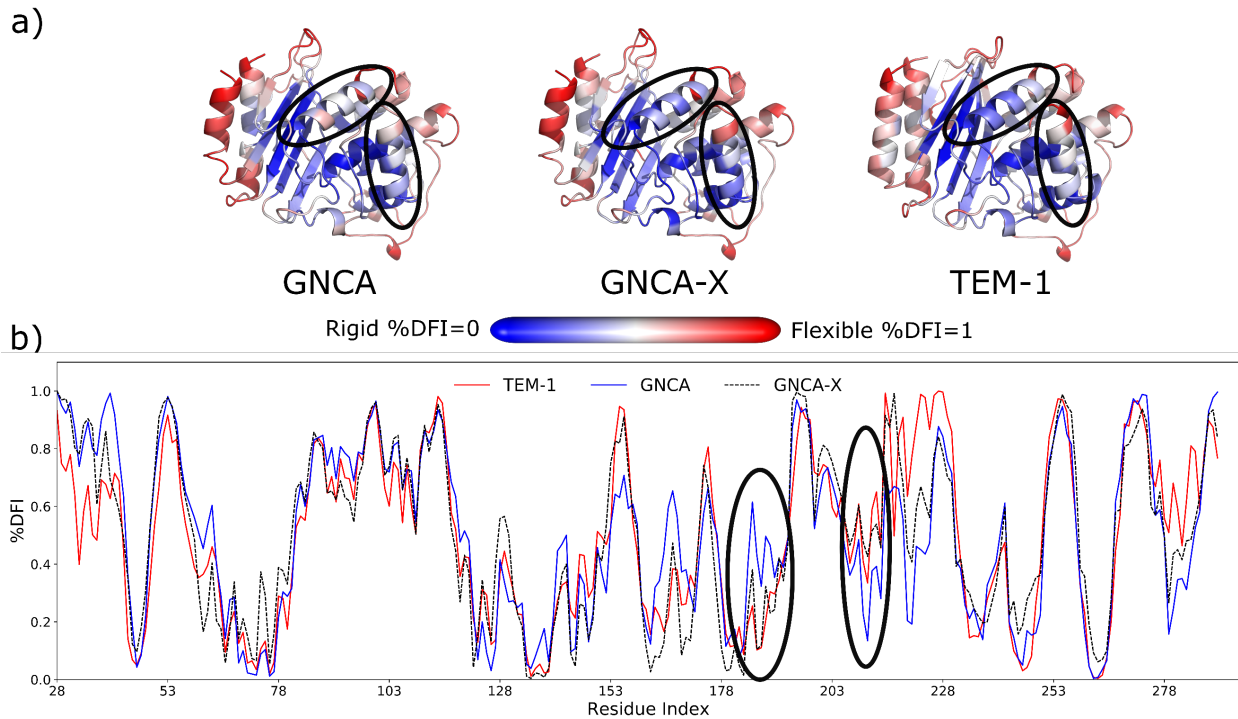 a)
GNCA GNCA-X TEM-1
Rigid %DFI=0 Flexible %DFI=1
b)
TEM-1 GNCA GNCA-X
1.0
0.8
0.6
0.4
0.2
0.0
%DFI
28 53 78 103 128 153 178 203 228 253 278
Residue Index